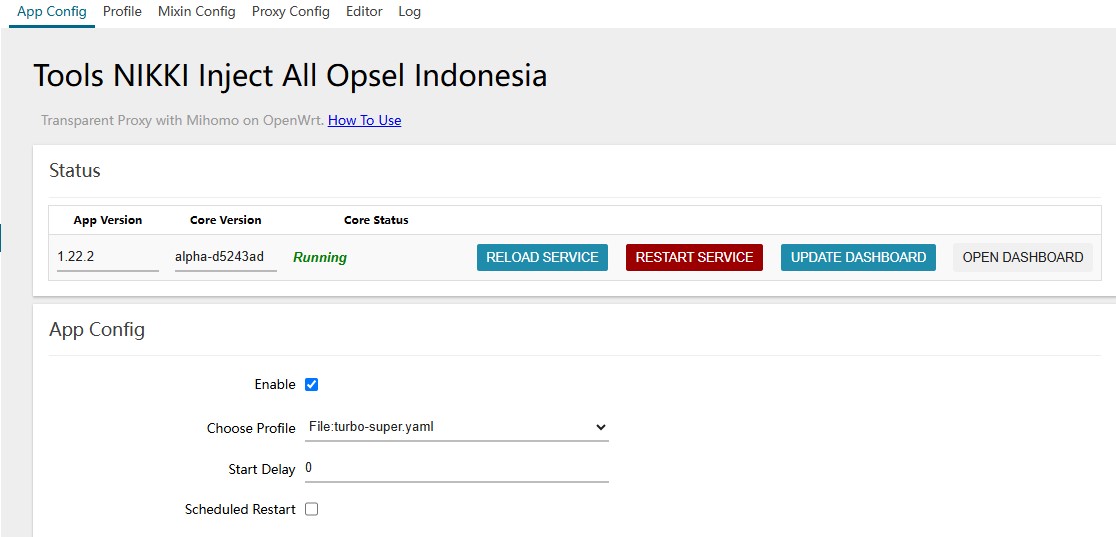 App Config Profile Mixin Config Proxy Config Editor Log
Tools NIKKI Inject All Opsel Indonesia
Transparent Proxy with Mihomo on OpenWrt. How To Use
Status
App Version Core Version Core Status
1.22.2 alpha-d5243ad Running RELOAD SERVICE RESTART SERVICE UPDATE DASHBOARD OPEN DASHBOARD
App Config
Enable
Choose Profile File:turbo-super.yaml
Start Delay 0
Scheduled Restart